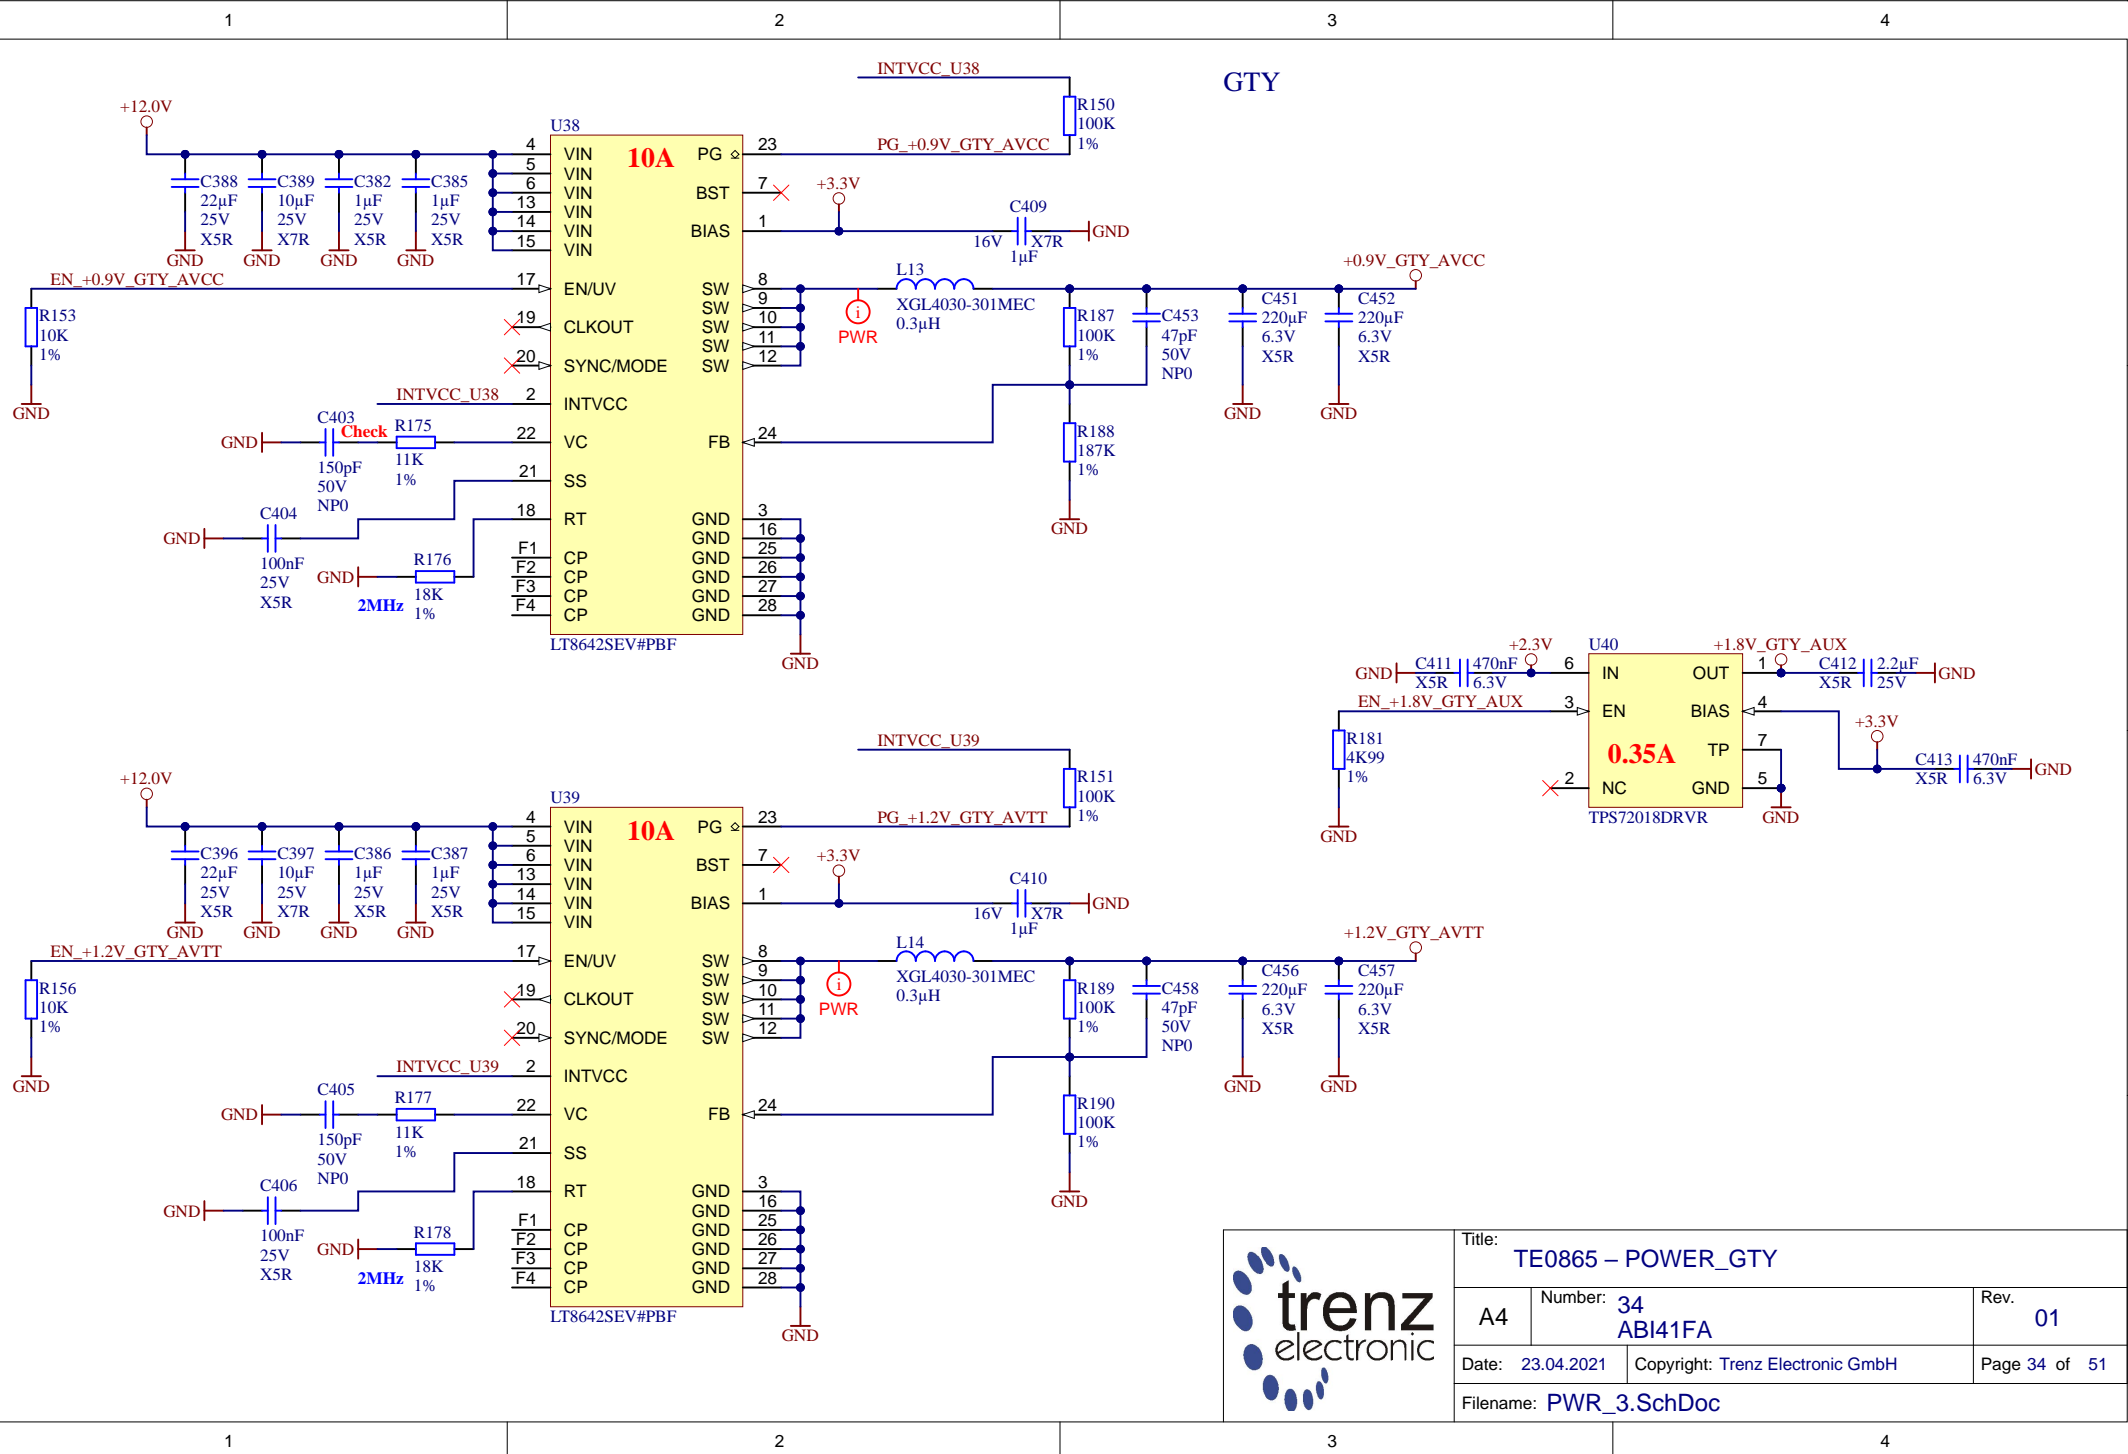 1 2 3 4
GTY
INTVCC_U38
R150
100K
1%
+12.0V
U38
10A
LT8642SEV#PBF
4 VIN
5 VIN
6 VIN
13 VIN
14 VIN
15 VIN
17 EN/UV
19 CLKOUT
20 SYNC/MODE
2 INTVCC
22 VC
21 SS
18 RT
F1 CP
F2 CP
F3 CP
F4 CP
PG 23
BST 7
BIAS 1
SW 8
SW 9
SW 10
SW 11
SW 12
FB 24
GND 3
GND 16
GND 25
GND 26
GND 27
GND 28
GND
PG_+0.9V_GTY_AVCC
C388
22µF
25V
X5R
GND
C389
10µF
25V
X7R
GND
C382
1µF
25V
X5R
GND
C385
1µF
25V
X5R
GND
EN_+0.9V_GTY_AVCC
R153
10K
1%
GND
INTVCC_U38
GND
C403
150pF
50V
NP0
Check
R175
11K
1%
GND
C404
100nF
25V
X5R
GND
R176
18K
1%
2MHz
+3.3V
C409
16V X7R
1µF
GND
PWR
L13
XGL4030-301MEC
0.3µH
R187
100K
1%
C453
47pF
50V
NP0
R188
187K
1%
GND
C451
220µF
6.3V
X5R
GND
C452
220µF
6.3V
X5R
GND
+0.9V_GTY_AVCC
+2.3V
U40
+1.8V_GTY_AUX
GND
C411 470nF
X5R 6.3V
6 IN
3 EN
2 NC
OUT 1
BIAS 4
TP 7
GND 5
0.35A
TPS72018DRVR
C412 2.2µF
X5R 25V
GND
EN_+1.8V_GTY_AUX
R181
4K99
1%
GND
+3.3V
C413 470nF
X5R 6.3V
GND
GND
INTVCC_U39
R151
100K
1%
+12.0V
U39
10A
LT8642SEV#PBF
4 VIN
5 VIN
6 VIN
13 VIN
14 VIN
15 VIN
17 EN/UV
19 CLKOUT
20 SYNC/MODE
2 INTVCC
22 VC
21 SS
18 RT
F1 CP
F2 CP
F3 CP
F4 CP
PG 23
BST 7
BIAS 1
SW 8
SW 9
SW 10
SW 11
SW 12
FB 24
GND 3
GND 16
GND 25
GND 26
GND 27
GND 28
GND
PG_+1.2V_GTY_AVTT
C396
22µF
25V
X5R
GND
C397
10µF
25V
X7R
GND
C386
1µF
25V
X5R
GND
C387
1µF
25V
X5R
GND
EN_+1.2V_GTY_AVTT
R156
10K
1%
GND
INTVCC_U39
GND
C405
150pF
50V
NP0
R177
11K
1%
GND
C406
100nF
25V
X5R
GND
R178
18K
1%
2MHz
+3.3V
C410
16V X7R
1µF
GND
PWR
L14
XGL4030-301MEC
0.3µH
R189
100K
1%
C458
47pF
50V
NP0
R190
100K
1%
GND
C456
220µF
6.3V
X5R
GND
C457
220µF
6.3V
X5R
GND
+1.2V_GTY_AVTT
trenz
electronic
Title:
TE0865 – POWER_GTY
A4
Number: 34
ABI41FA
Rev.
01
Date: 23.04.2021
Copyright: Trenz Electronic GmbH
Page 34 of 51
Filename: PWR_3.SchDoc
1 2 3 4